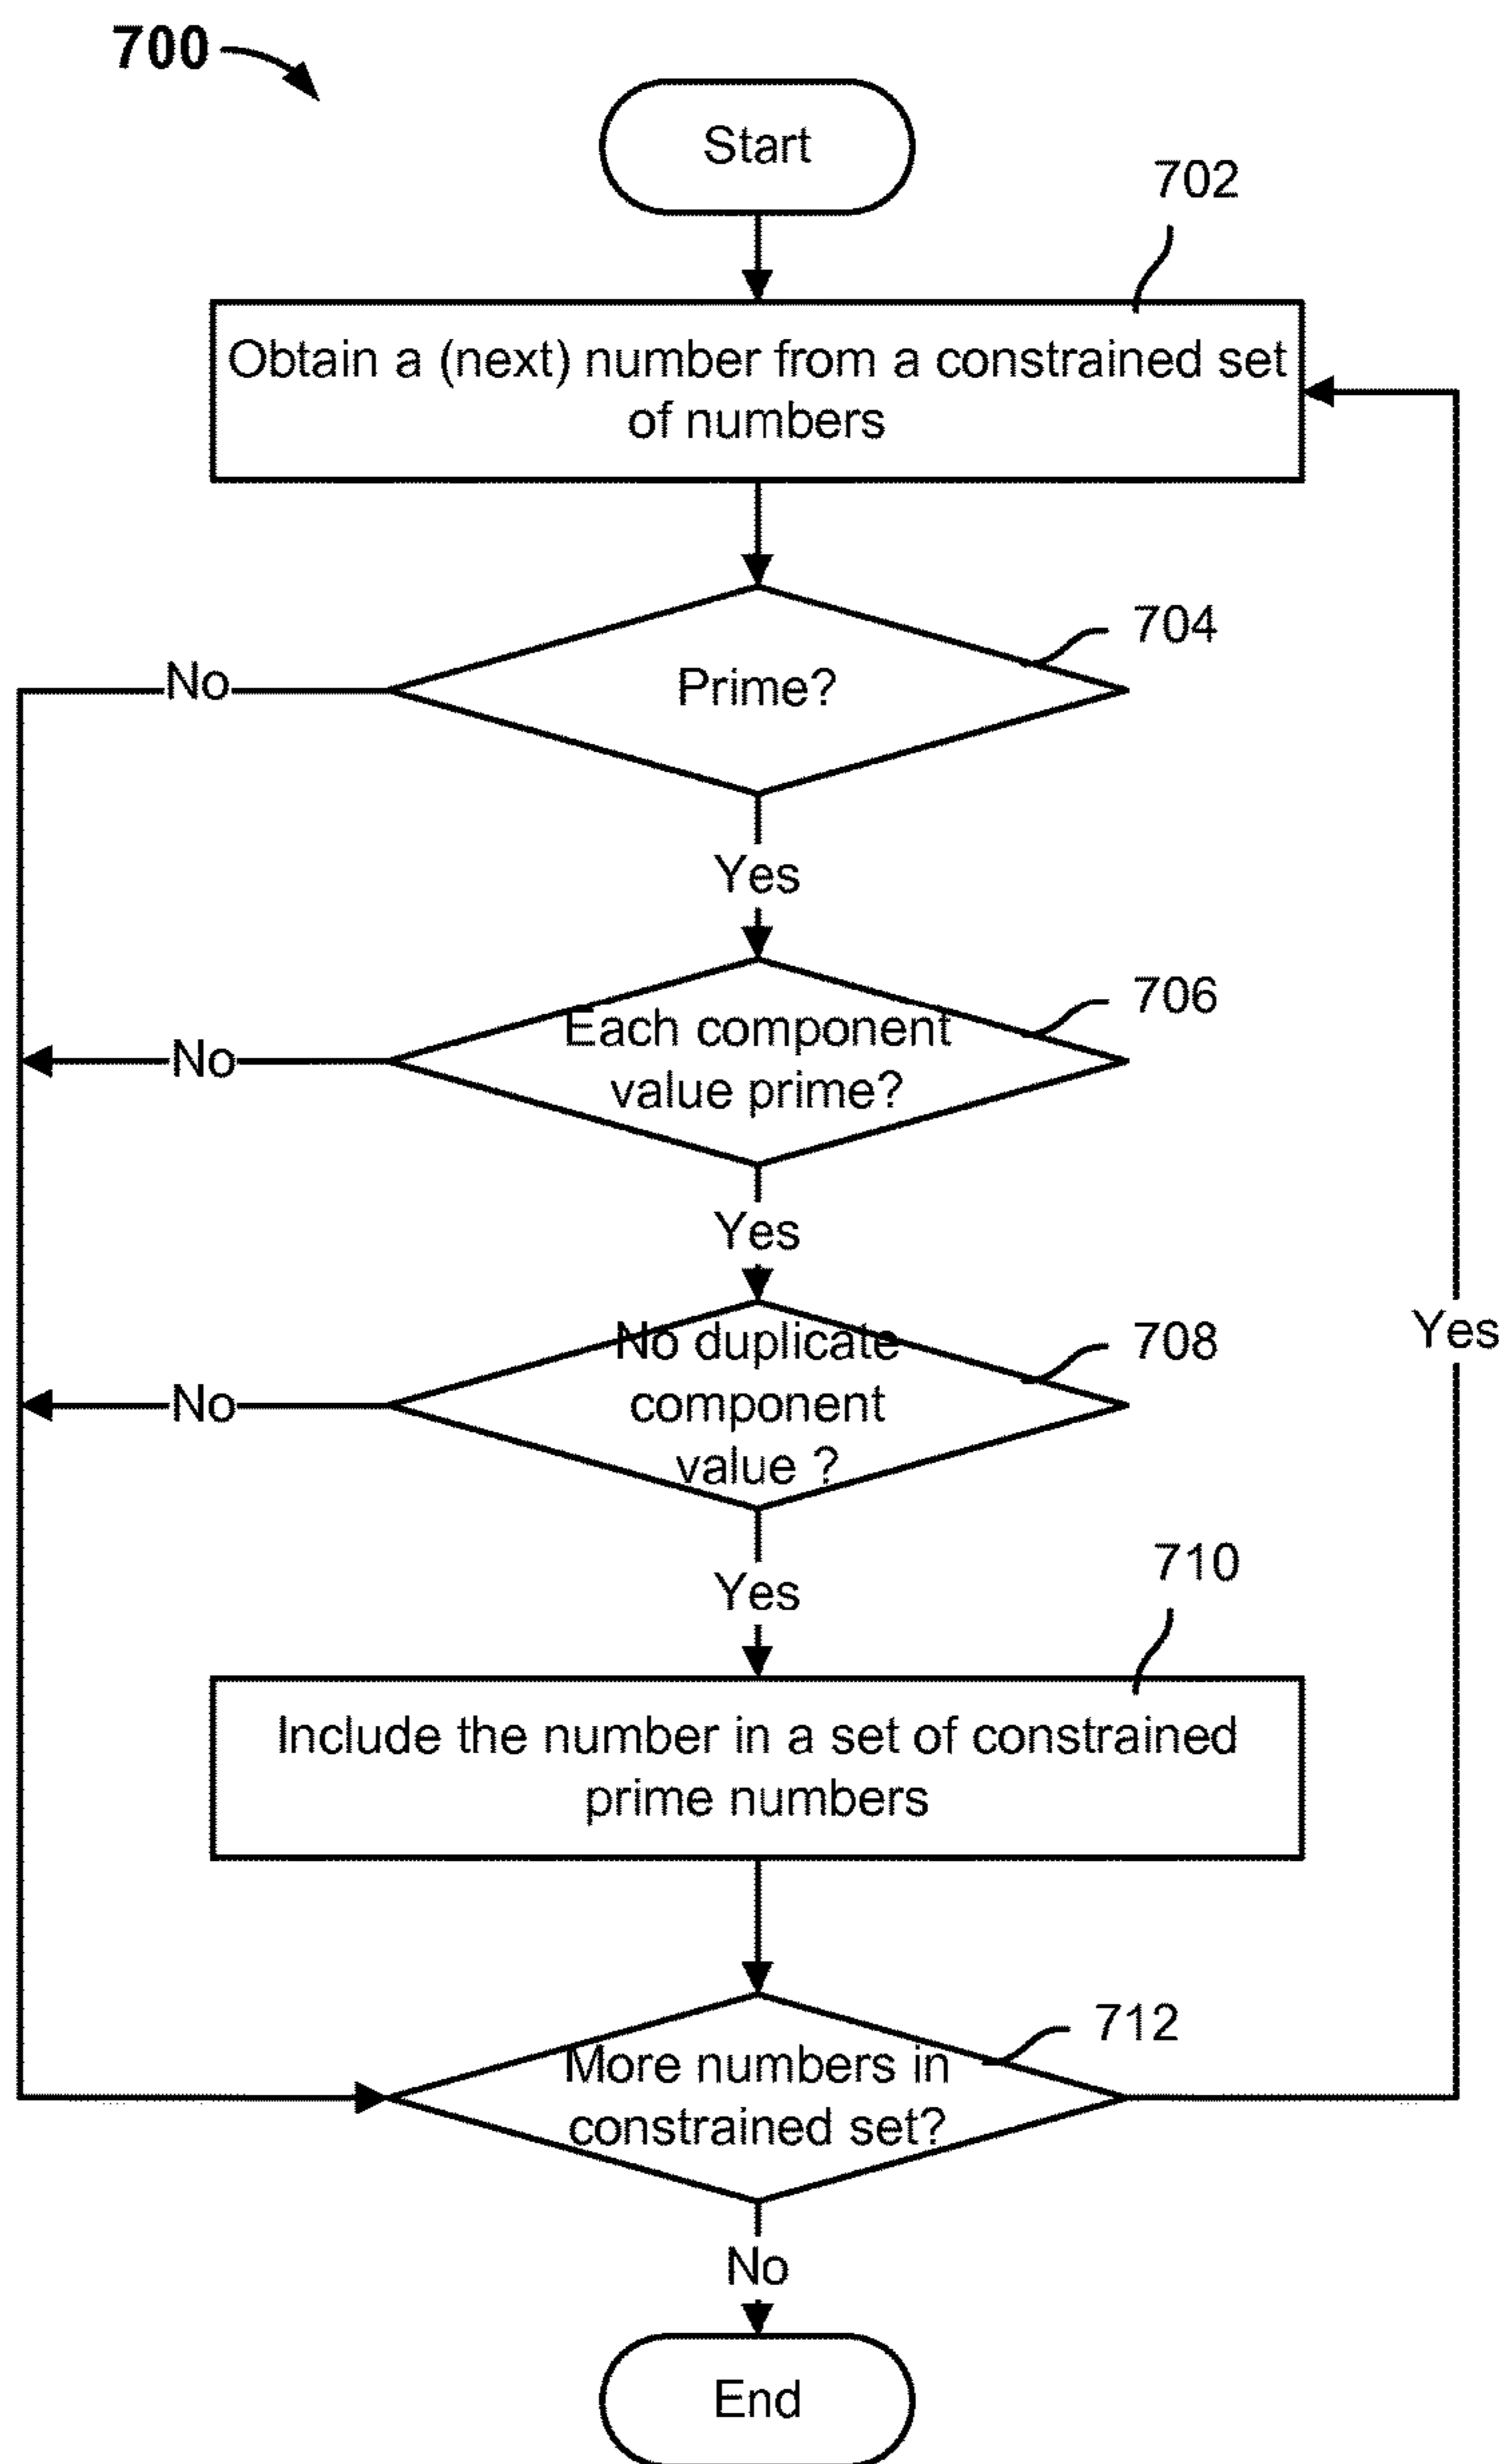 700
Start
702
Obtain a (next) number from a constrained set
of numbers
704
Prime?
No
Yes
706
Each component
value prime?
No
Yes
708
No duplicate
component
value ?
No
Yes
Yes
710
Include the number in a set of constrained
prime numbers
712
More numbers in
constrained set?
No
End